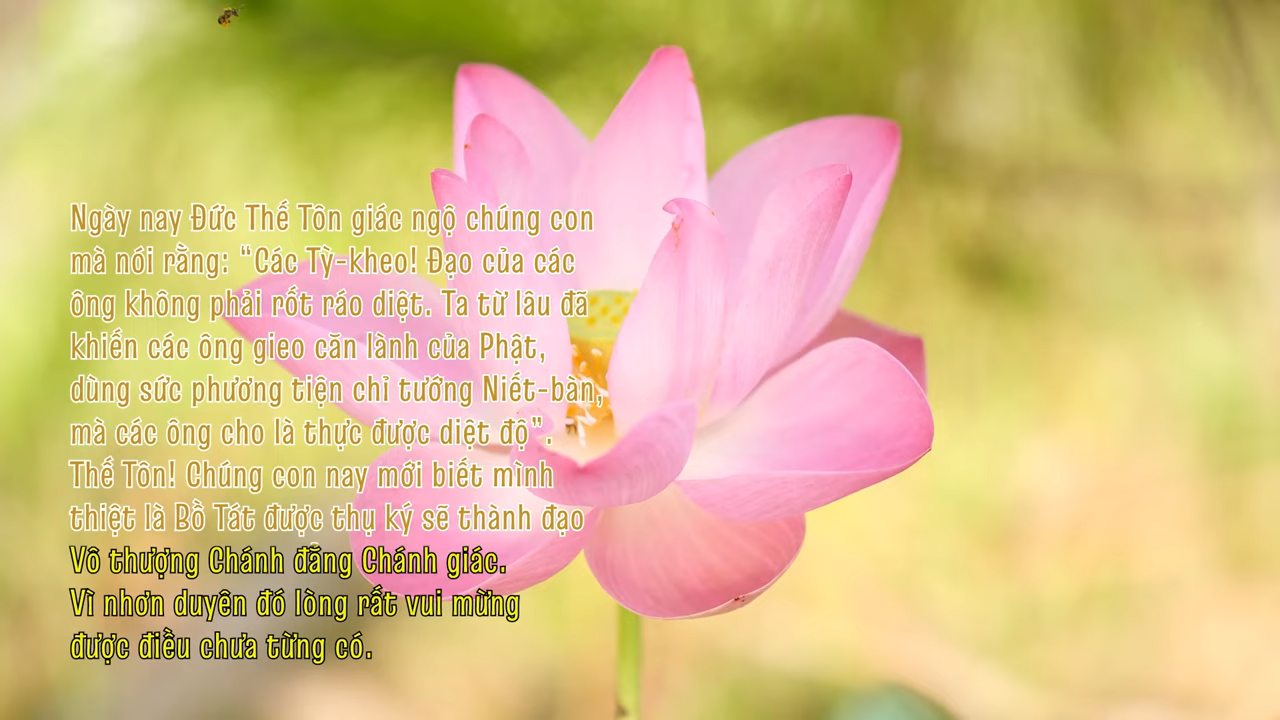 Ngày nay Đức Thế Tôn giác ngộ chúng con
mà nói rằng: “Các Tỳ-kheo! Đạo của các
ông không phải rốt ráo diệt. Ta từ lâu đã
khiến các ông gieo căn lành của Phật,
dùng sức phương tiện chỉ tướng Niết-bàn,
mà các ông cho là thực được diệt độ”.
Thế Tôn! Chúng con nay mới biết mình
thiệt là Bồ Tát được thụ ký sẽ thành đạo
Vô thượng Chánh đẳng Chánh giác.
Vì nhơn duyên đó lòng rất vui mừng
được điều chưa từng có.